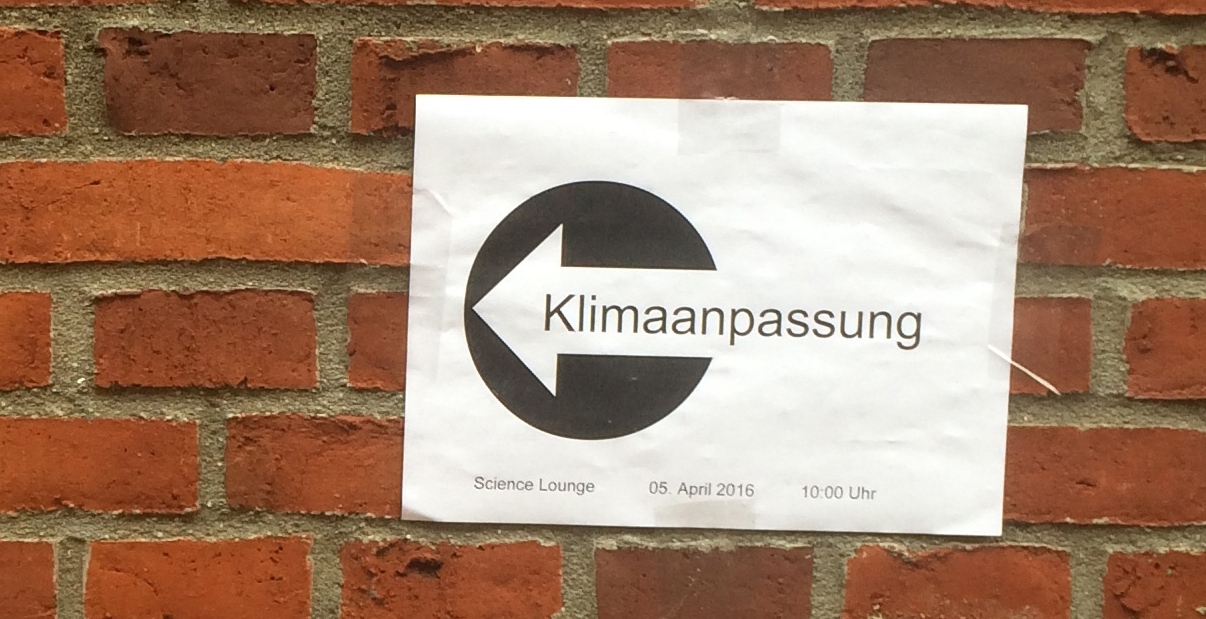 Klimaanpassung
Science Lounge 05. April 2016 10:00 Uhr